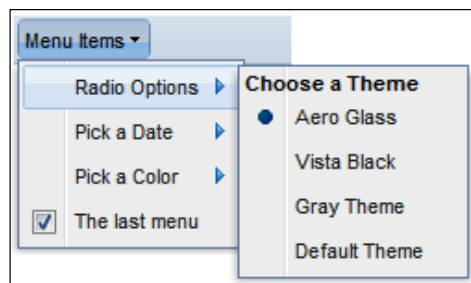 Menu Items
Radio Options
Pick a Date
Pick a Color
The last menu
Choose a Theme
Aero Glass
Vista Black
Gray Theme
Default Theme